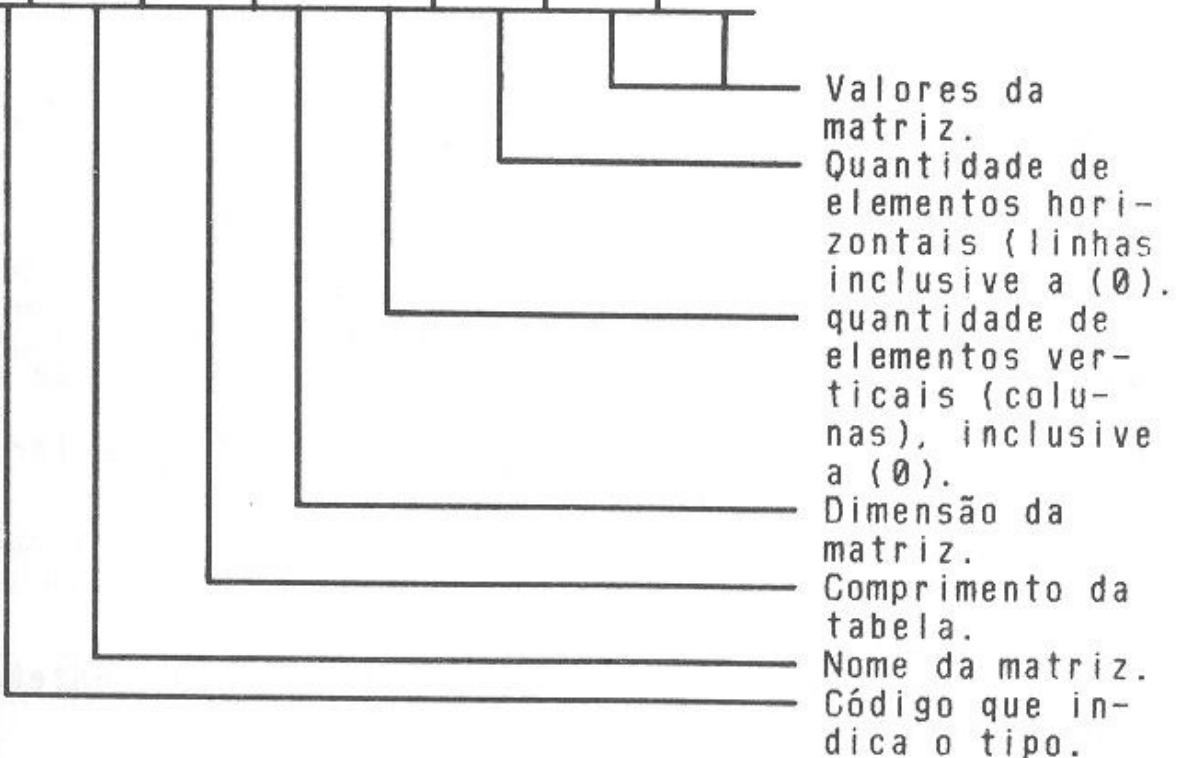 Valores da
matriz.
Quantidade de
elementos hori-
zontais (linhas
inclusive a (0).
quantidade de
elementos ver-
ticais (colu-
nas), inclusive
a (0).
Dimensão da
matriz.
Comprimento da
tabela.
Nome da matriz.
Código que in-
dica o tipo.